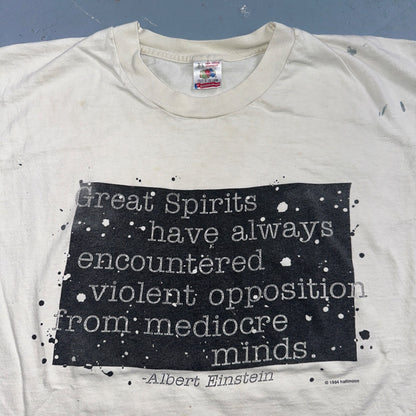 Great Spirits
have always
encountered
violent opposition
from mediocre
minds.
-Albert Einstein